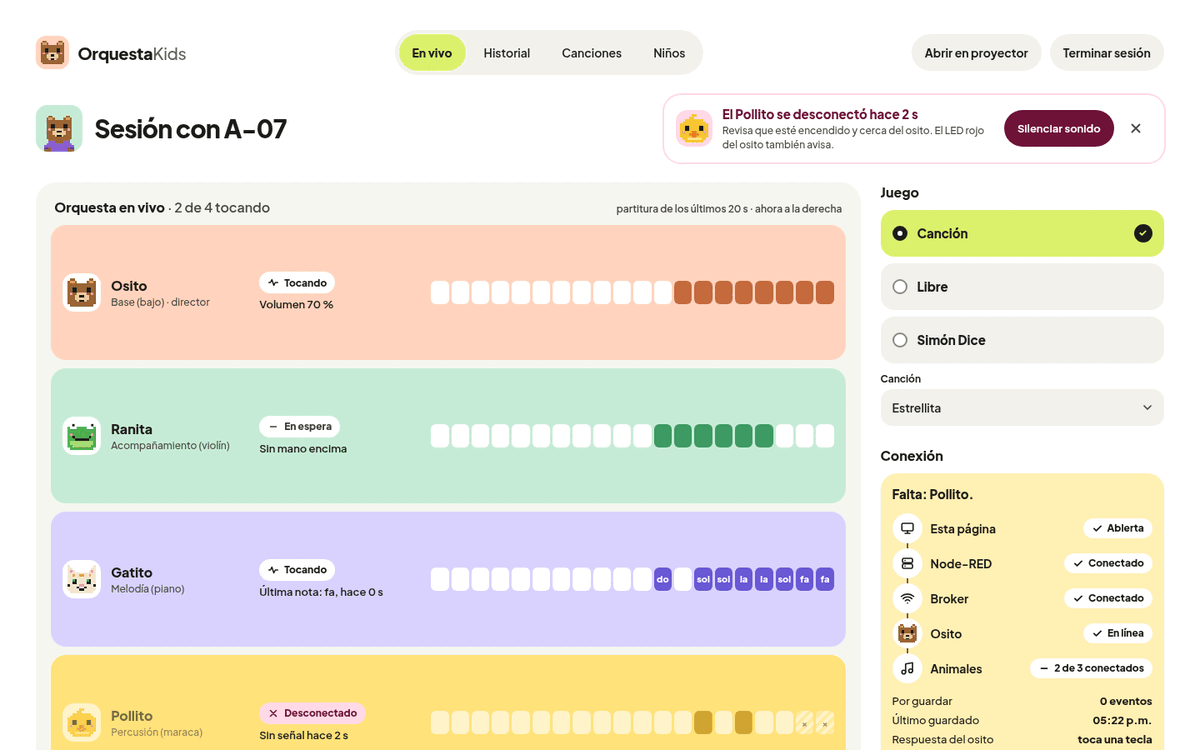 OrquestaKids
En vivo
Historial
Canciones
Niños
Abrir en proyector
Terminar sesión
Sesión con A-07
El Pollito se desconectó hace 2 s
Revisa que esté encendido y cerca del osito. El LED rojo
del osito también avisa.
Silenciar sonido
Orquesta en vivo · 2 de 4 tocando
partitura de los últimos 20 s · ahora a la derecha
Osito
Base (bajo) · director
Tocando
Volumen 70 %
Ranita
Acompañamiento (violín)
En espera
Sin mano encima
Gatito
Melodía (piano)
Tocando
Última nota: fa, hace 0 s
do sol sol la la sol fa fa
Pollito
Percusión (maraca)
Desconectado
Sin señal hace 2 s
Juego
Canción
Libre
Simón Dice
Canción
Estrellita
Conexión
Falta: Pollito.
Esta página
Abierta
Node-RED
Conectado
Broker
Conectado
Osito
En línea
Animales
2 de 3 conectados
Por guardar
0 eventos
Último guardado
05:22 p.m.
Respuesta del osito
toca una tecla